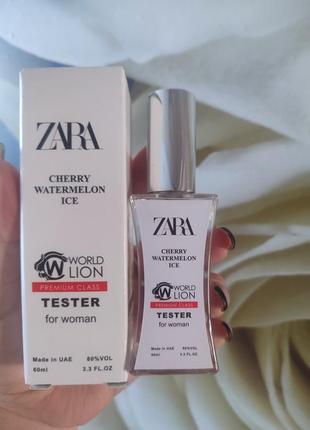 ZARA
CHERRY
WATERMELON
ICE
W WORLD
LION
PREMIUM CLASS
TESTER
for woman
Made in UAE 80%VOL
60ml 3.3 FL.OZ
ZARA
CHERRY
WATERMELON
ICE
W WORLD
LION
PREMIUM CLASS
TESTER
for woman
Made in UAE 80%VOL
60ml 3.3 FL.OZ